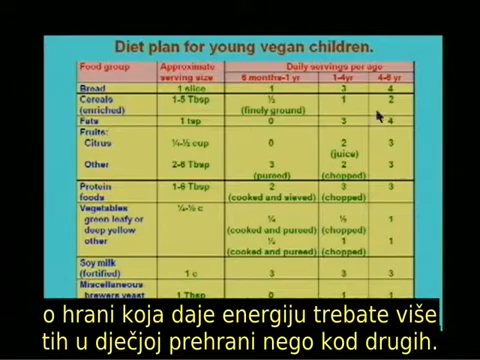 Diet plan for young vegan children.
Food group Approximate Daily servings per age
serving size 6 months-1 yr 1-4yr 4-6 yr
Bread 1 slice 1 3 4
Cereals 1-5 Tbsp ½ 1 2
(enriched) (finely ground)
Fats 1 tsp 0 3 4
Fruits:
Citrus ¼-½ cup 0 2 3
(juice)
Other 2-6 Tbsp 3 2 3
(pureed) (chopped)
Protein 1-6 Tbsp 2 3 3
foods (cooked and sieved) (chopped)
Vegetables
green leafy or ¼ ½ 1
deep yellow (cooked and pureed) (chopped)
other ½ 1 1
(cooked and pureed) (chopped)
Soy milk
(fortified) 1 c 3 3 3
Miscellaneous
brewers yeast 1 Tbsp 0 1 1
o hrani koja daje energiju trebate više
tih u dječjoj prehrani nego kod drugih.